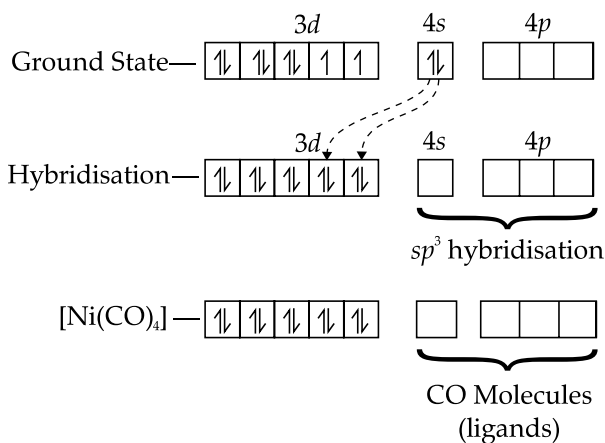 3d 4s 4p
Ground State
3d 4s 4p
Hybridisation
sp³ hybridisation
[Ni(CO)₄]
CO Molecules
(ligands)